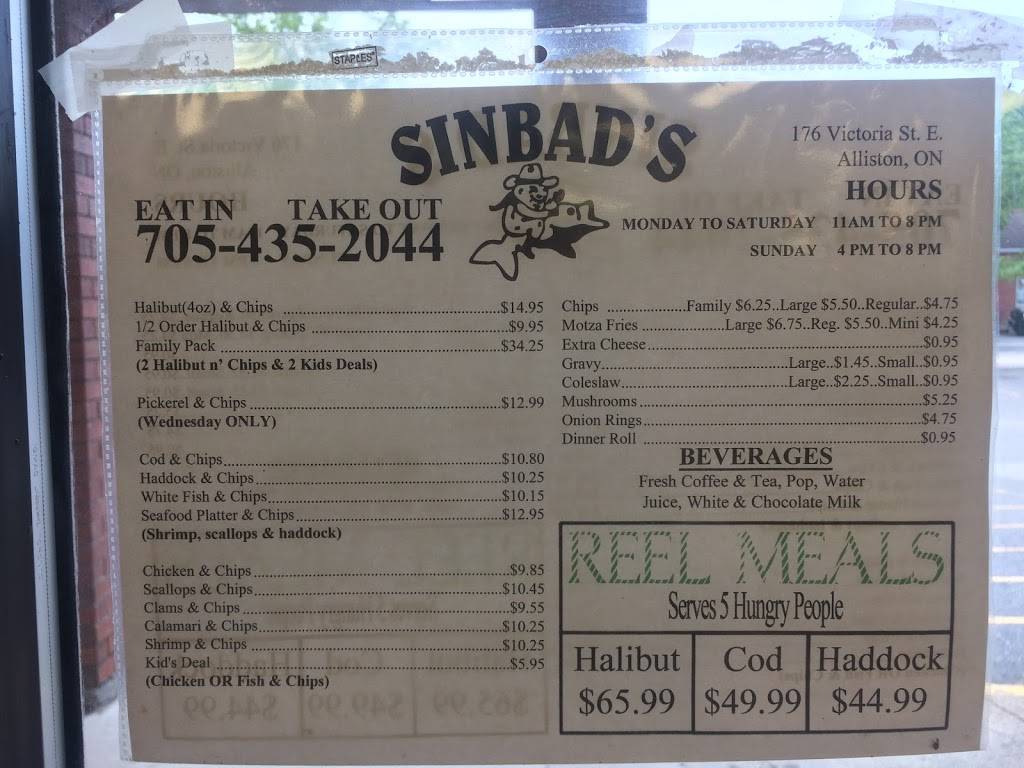 STAPLES
SINBAD'S
176 Victoria St. E.
Alliston, ON
HOURS
MONDAY TO SATURDAY 11AM TO 8 PM
SUNDAY 4 PM TO 8 PM
EAT IN TAKE OUT
705-435-2044
Halibut(4oz) & Chips ........ $14.95
1/2 Order Halibut & Chips ........ $9.95
Family Pack ........ $34.25
(2 Halibut n' Chips & 2 Kids Deals)
Pickerel & Chips ........ $12.99
(Wednesday ONLY)
Cod & Chips ........ $10.80
Haddock & Chips ........ $10.25
White Fish & Chips ........ $10.15
Seafood Platter & Chips ........ $12.95
(Shrimp, scallops & haddock)
Chicken & Chips ........ $9.85
Scallops & Chips ........ $10.45
Clams & Chips ........ $9.55
Calamari & Chips ........ $10.25
Shrimp & Chips ........ $10.25
Kid's Deal ........ $5.95
(Chicken OR Fish & Chips)
Chips ........ Family $6.25..Large $5.50..Regular..$4.75
Motza Fries ........ Large $6.75..Reg. $5.50..Mini $4.25
Extra Cheese ........ $0.95
Gravy ........ Large..$1.45..Small..$0.95
Coleslaw ........ Large..$2.25..Small..$0.95
Mushrooms ........ $5.25
Onion Rings ........ $4.75
Dinner Roll ........ $0.95
BEVERAGES
Fresh Coffee & Tea, Pop, Water
Juice, White & Chocolate Milk
REEL MEALS
Serves 5 Hungry People
Halibut Cod Haddock
$65.99 $49.99 $44.99